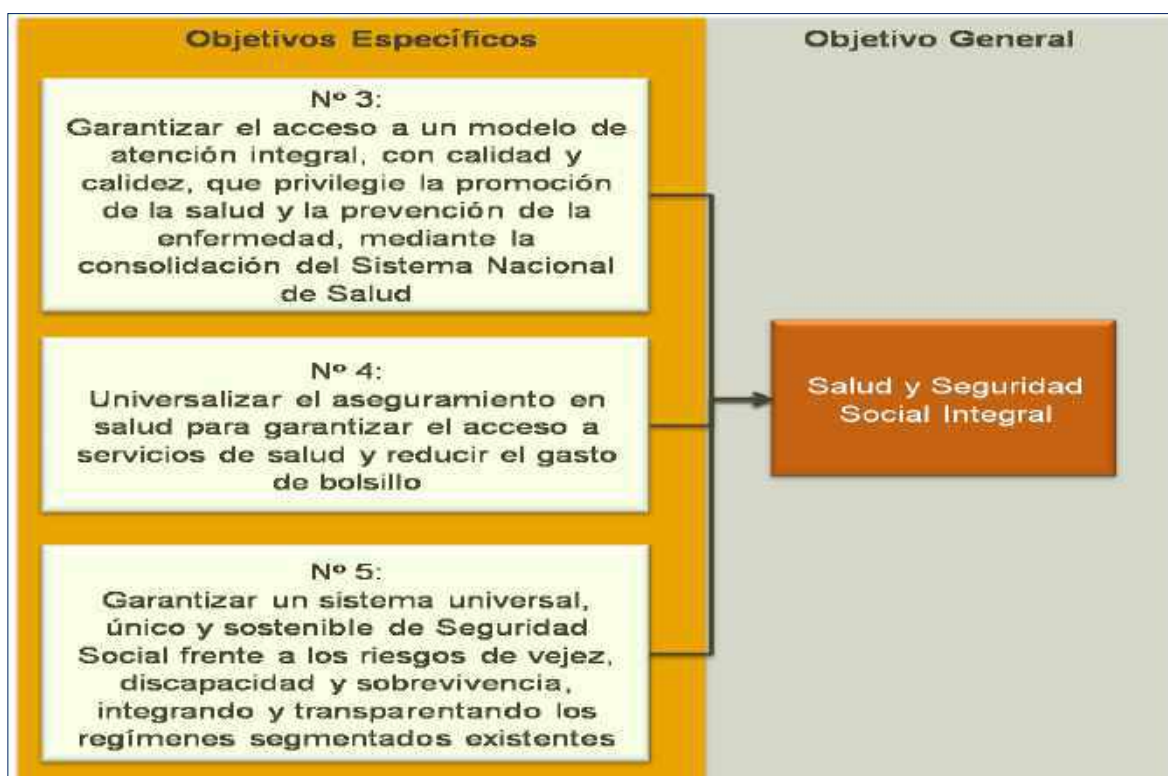 Objetivos Específicos
Objetivo General
Nº 3:
Garantizar el acceso a un modelo de
atención integral, con calidad y
calidez, que privilegie la promoción
de la salud y la prevención de la
enfermedad, mediante la
consolidación del Sistema Nacional
de Salud
Nº 4:
Universalizar el aseguramiento en
salud para garantizar el acceso a
servicios de salud y reducir el gasto
de bolsillo
Nº 5:
Garantizar un sistema universal,
único y sostenible de Seguridad
Social frente a los riesgos de vejez,
discapacidad y sobrevivencia,
integrando y transparentando los
regímenes segmentados existentes
Salud y Seguridad
Social Integral